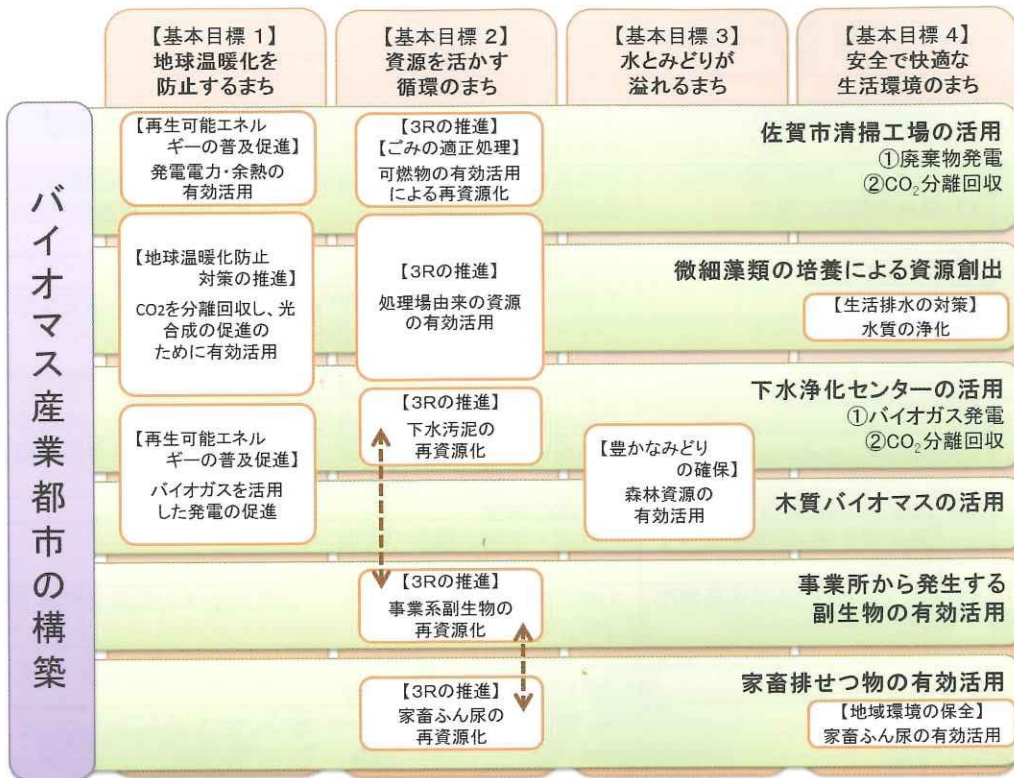 【基本目標 1】
地球温暖化を
防止するまち
【基本目標 2】
資源を活かす
循環のまち
【基本目標 3】
水とみどりが
溢れるまち
【基本目標 4】
安全で快適な
生活環境のまち
バイオマス産業都市の構築
【再生可能エネル
ギーの普及促進】
発電電力・余熱の
有効活用
【3Rの推進】
【ごみの適正処理】
可燃物の有効活用
による再資源化
佐賀市清掃工場の活用
①廃棄物発電
②CO₂分離回収
【地球温暖化防止
対策の推進】
CO2を分離回収し、光
合成の促進の
ために有効活用
【3Rの推進】
処理場由来の資源
の有効活用
微細藻類の培養による資源創出
【生活排水の対策】
水質の浄化
【3Rの推進】
下水汚泥の
再資源化
下水浄化センターの活用
①バイオガス発電
②CO₂分離回収
【再生可能エネル
ギーの普及促進】
バイオガスを活用
した発電の促進
【豊かなみどり
の確保】
森林資源の
有効活用
木質バイオマスの活用
【3Rの推進】
事業系副生物の
再資源化
事業所から発生する
副生物の有効活用
【3Rの推進】
家畜ふん尿の
再資源化
家畜排せつ物の有効活用
【地域環境の保全】
家畜ふん尿の有効活用